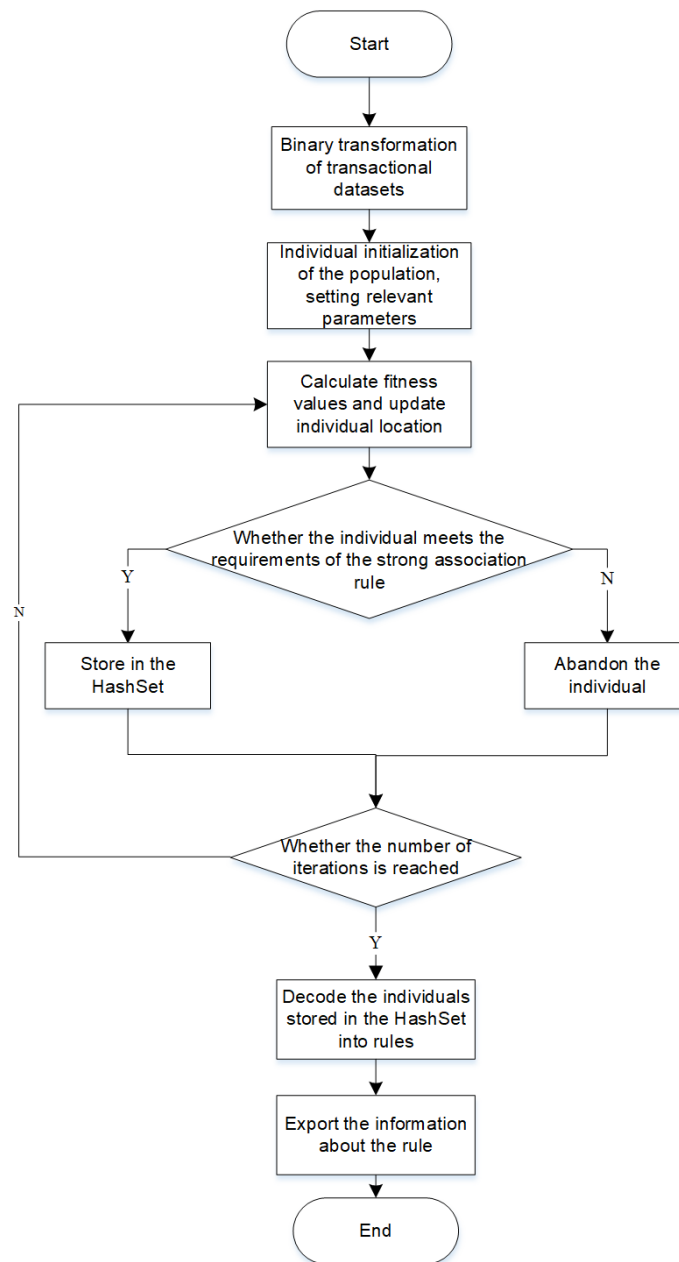 Start
Binary transformation
of transactional
datasets
Individual initialization
of the population,
setting relevant
parameters
Calculate fitness
values and update
individual location
Whether the individual meets the
requirements of the strong association
rule
Y
N
N
Store in the
HashSet
Abandon the
individual
Whether the number of
iterations is reached
Y
Decode the individuals
stored in the HashSet
into rules
Export the information
about the rule
End